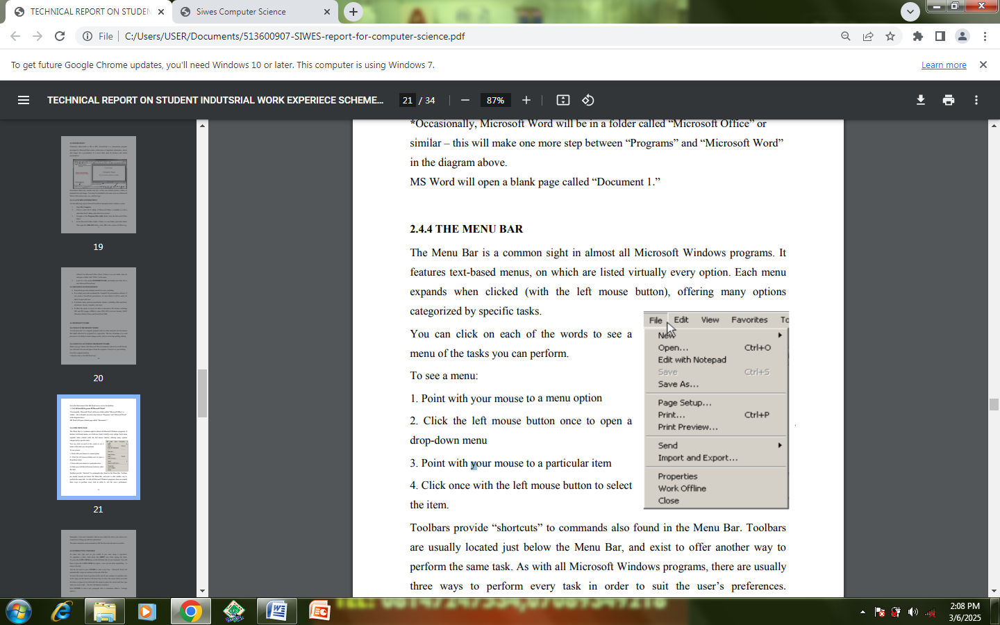 TECHNICAL REPORT ON STUDEN
Siwes Computer Science
File
C:/Users/USER/Documents/513600907-SIWES-report-for-computer-science.pdf
To get future Google Chrome updates, you'll need Windows 10 or later. This computer is using Windows 7.
Learn more
TECHNICAL REPORT ON STUDENT INDUTSRIAL WORK EXPERIECE SCHEME...
21 / 34
87%
19
20
21
*Occasionally, Microsoft Word will be in a folder called “Microsoft Office” or
similar – this will make one more step between “Programs” and “Microsoft Word”
in the diagram above.
MS Word will open a blank page called “Document 1.”
2.4.4 THE MENU BAR
The Menu Bar is a common sight in almost all Microsoft Windows programs. It
features text-based menus, on which are listed virtually every option. Each menu
expands when clicked (with the left mouse button), offering many options
categorized by specific tasks.
You can click on each of the words to see a
menu of the tasks you can perform.
To see a menu:
1. Point with your mouse to a menu option
2. Click the left mouse button once to open a
drop-down menu
3. Point with your mouse to a particular item
4. Click once with the left mouse button to select
the item.
File Edit View Favorites To
New
Open... Ctrl+O
Edit with Notepad
Save Ctrl+S
Save As...
Page Setup...
Print... Ctrl+P
Print Preview...
Send
Import and Export...
Properties
Work Offline
Close
Toolbars provide “shortcuts” to commands also found in the Menu Bar. Toolbars
are usually located just below the Menu Bar, and exist to offer another way to
perform the same task. As with all Microsoft Windows programs, there are usually
three ways to perform every task in order to suit the user’s preferences.
2:08 PM
3/6/2025